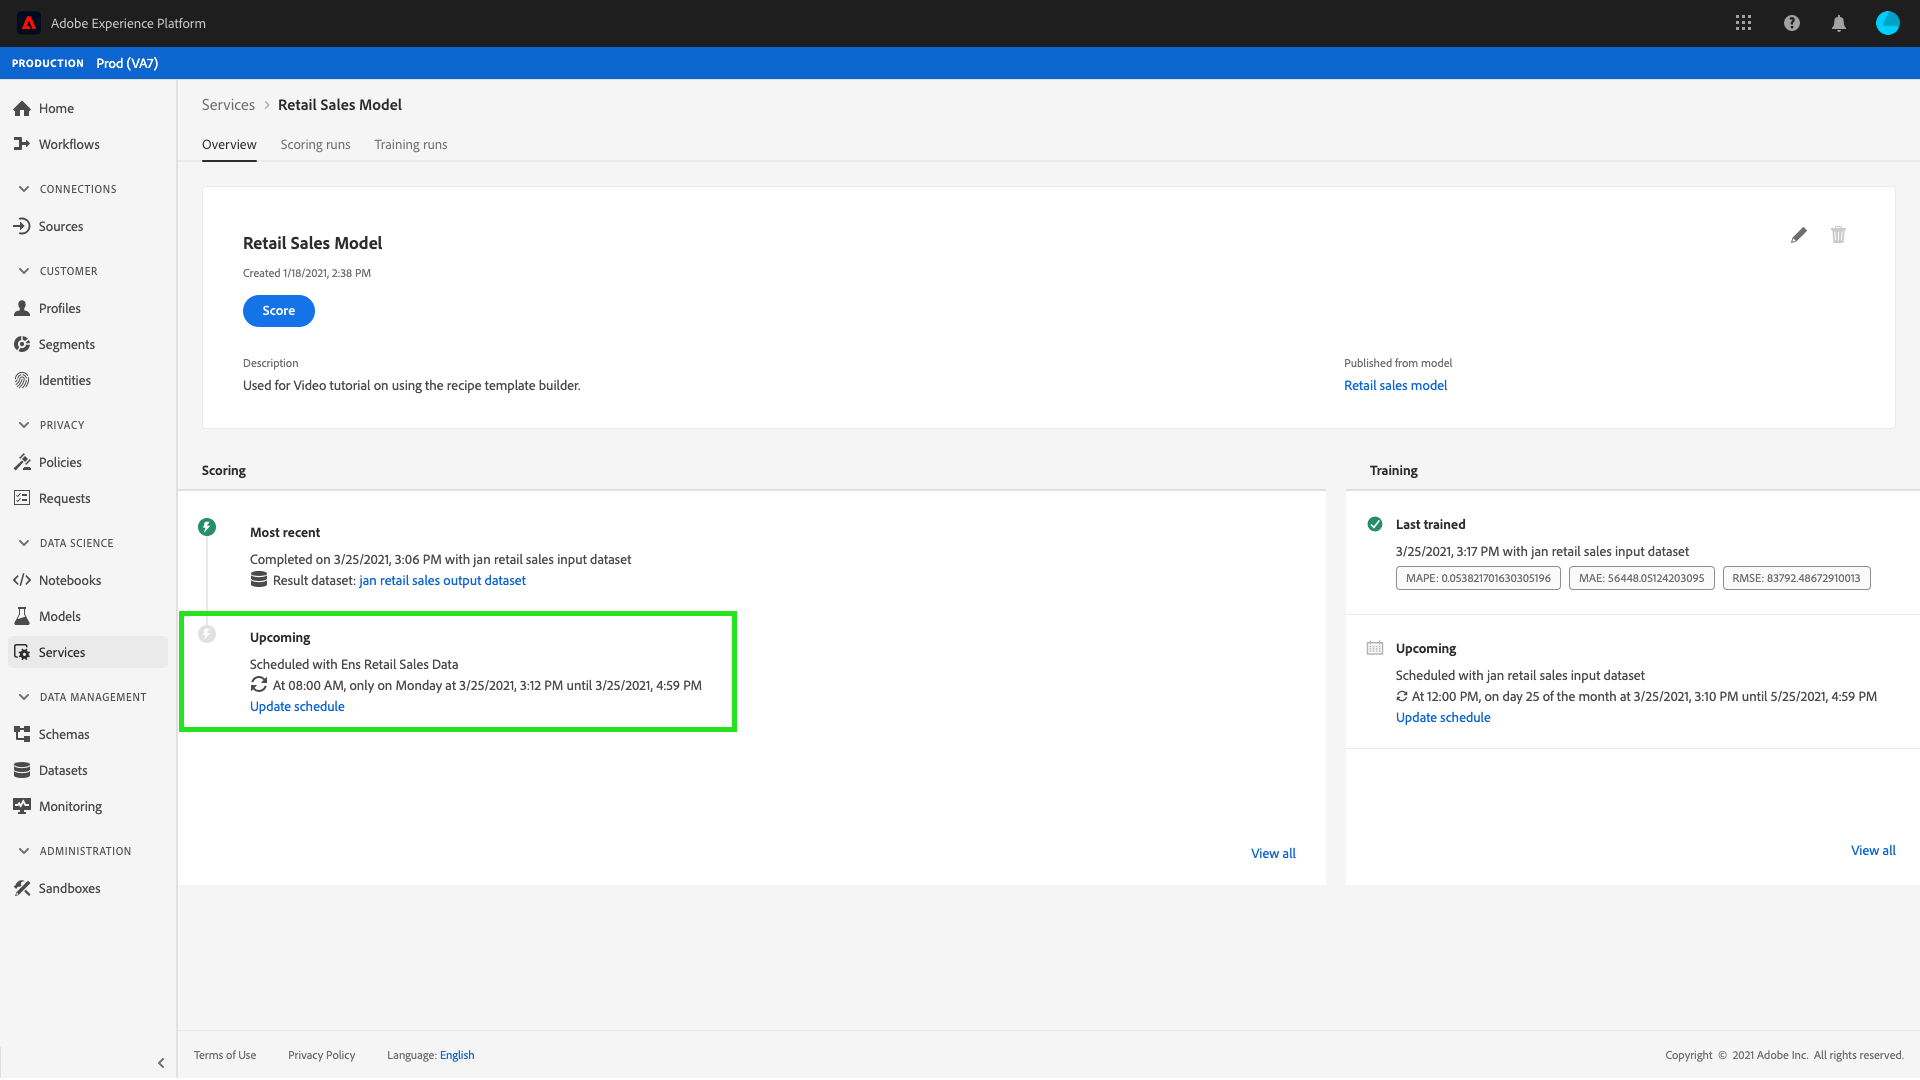 Adobe Experience Platform
PRODUCTION Prod (VA7)
Home
Workflows
CONNECTIONS
Sources
CUSTOMER
Profiles
Segments
Identities
PRIVACY
Policies
Requests
DATA SCIENCE
Notebooks
Models
Services
DATA MANAGEMENT
Schemas
Datasets
Monitoring
ADMINISTRATION
Sandboxes
Services > Retail Sales Model
Overview Scoring runs Training runs
Retail Sales Model
Created 1/18/2021, 2:38 PM
Score
Description
Used for Video tutorial on using the recipe template builder.
Published from model
Retail sales model
Scoring
Most recent
Completed on 3/25/2021, 3:06 PM with jan retail sales input dataset
Result dataset: jan retail sales output dataset
Upcoming
Scheduled with Ens Retail Sales Data
At 08:00 AM, only on Monday at 3/25/2021, 3:12 PM until 3/25/2021, 4:59 PM
Update schedule
View all
Training
Last trained
3/25/2021, 3:17 PM with jan retail sales input dataset
MAPE: 0.053821701630305196 MAE: 56448.05124203095 RMSE: 83792.48672910013
Upcoming
Scheduled with jan retail sales input dataset
At 12:00 PM, on day 25 of the month at 3/25/2021, 3:10 PM until 5/25/2021, 4:59 PM
Update schedule
View all
Terms of Use Privacy Policy Language: English
Copyright © 2021 Adobe Inc. All rights reserved.